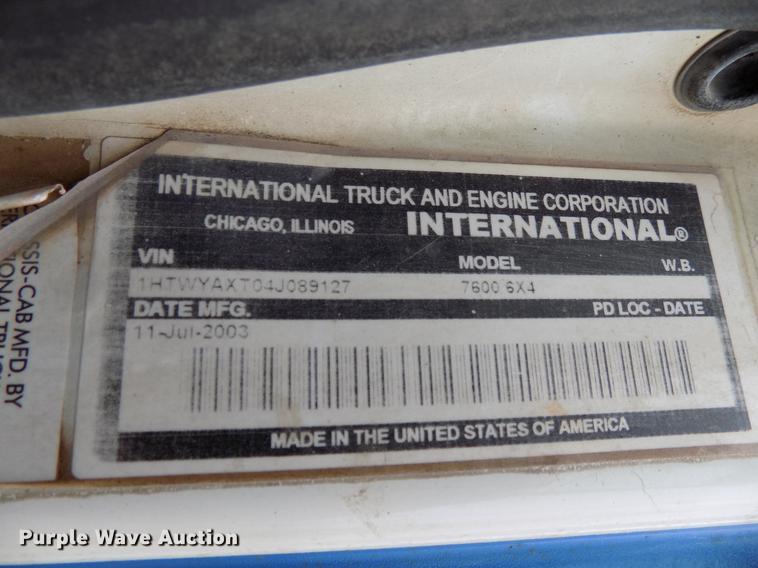 INTERNATIONAL TRUCK AND ENGINE CORPORATION
CHICAGO, ILLINOIS INTERNATIONAL®
VIN MODEL W.B.
1HTWYAXT04J089127 7600 6X4
DATE MFG. PD LOC - DATE
11-Jul-2003
MADE IN THE UNITED STATES OF AMERICA
SSIS-CAB MFD. BY
Purple Wave Auction